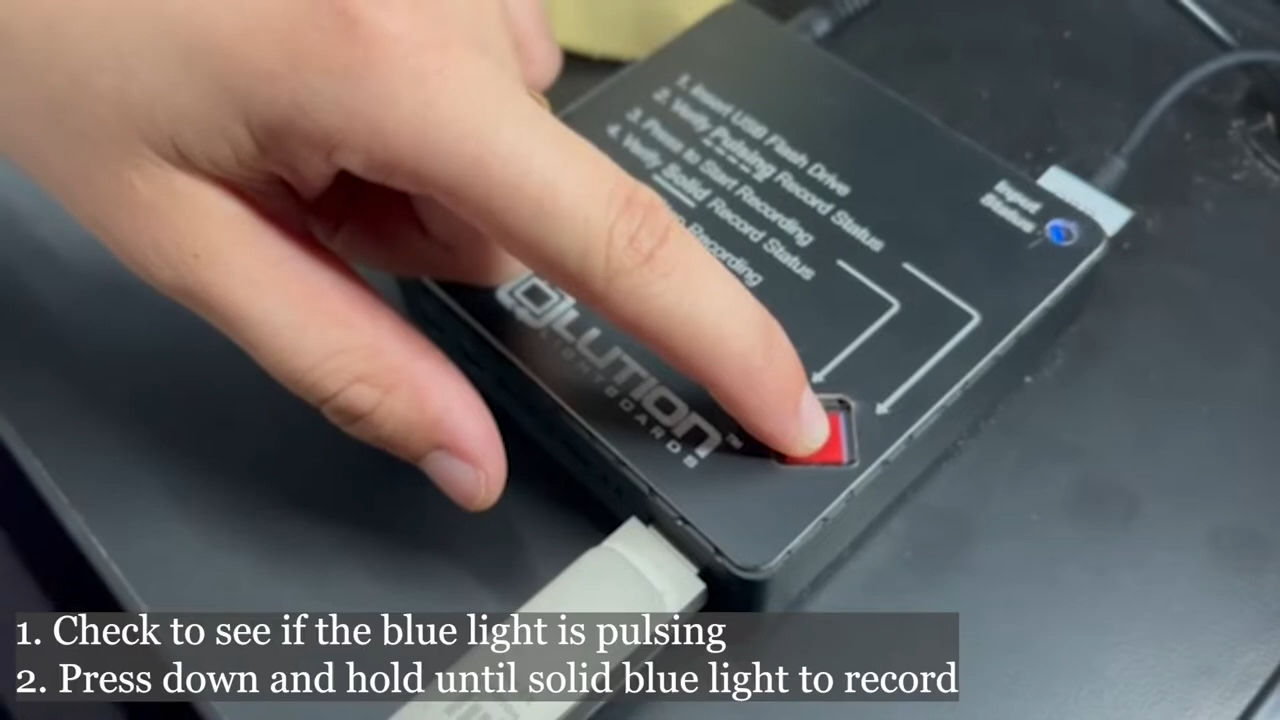 1. Insert USB Flash Drive
2. Verify Pulsing Record Status
3. Press to Start Recording
4. Verify Solid Record Status
Recording
Input
Status
LUTION™
LIGHTBOARDS
1. Check to see if the blue light is pulsing
2. Press down and hold until solid blue light to record